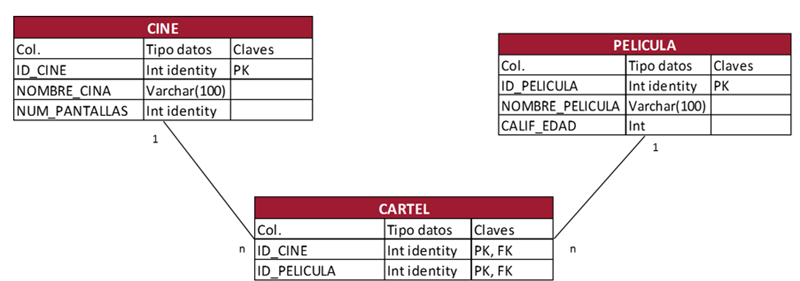 CINE
Col. Tipo datos Claves
ID_CINE Int identity PK
NOMBRE_CINA Varchar(100)
NUM_PANTALLAS Int identity
1
PELICULA
Col. Tipo datos Claves
ID_PELICULA Int identity PK
NOMBRE_PELICULA Varchar(100)
CALIF_EDAD Int
1
CARTEL
Col. Tipo datos Claves
n ID_CINE Int identity PK, FK n
ID_PELICULA Int identity PK, FK